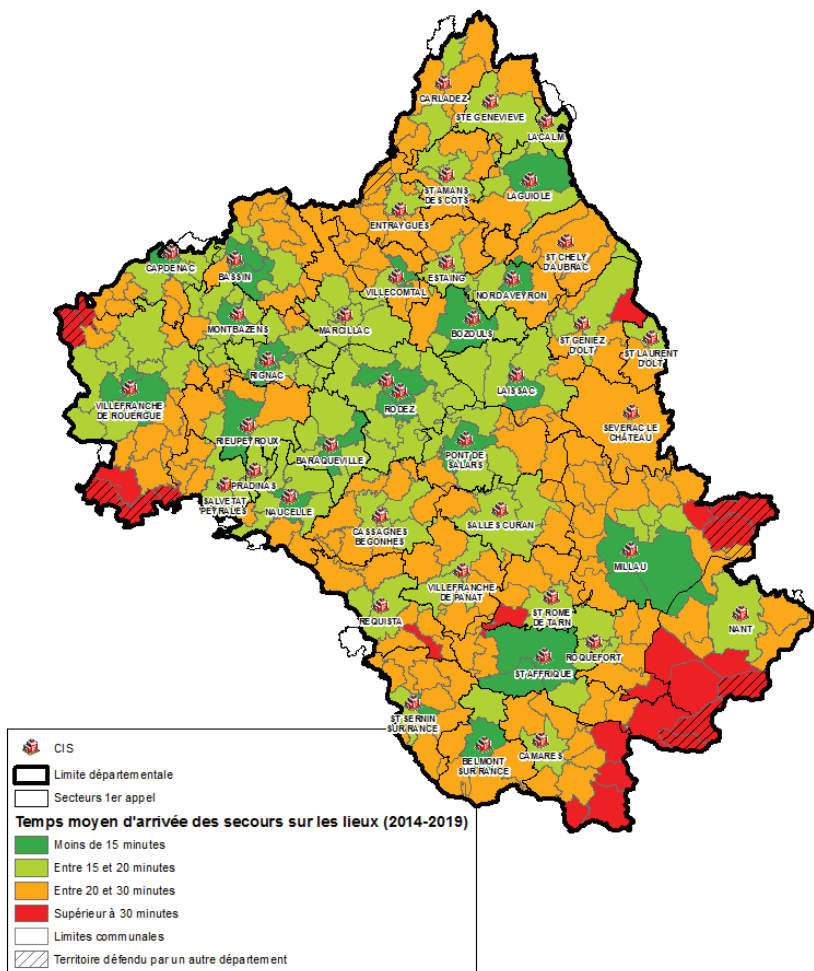 CARLADEZ
STE GENEVIEVE
LACALM
ST AMANS
DES COTS
LAGUIOLE
ENTRAYGUES
ST CHELY
D'AUBRAC
CAPDENAC
BASSIN
VILLECOMTAL
ESTAING
NORD AVEYRON
MONTBAZENS
MARCILLAC
BOZOULS
ST GENIEZ
D'OLT
ST LAURENT
D'OLT
RIGNAC
LAISSAC
VILLEFRANCHE
DE ROUERGUE
RODEZ
SEVERAC LE
CHÂTEAU
RIEUPEYROUX
BARAQUEVILLE
PONT DE
SALARS
PRADINAS
SALVETAT
PEYRALES
NAUCELLE
CASSAGNES
BEGONHES
SALLES CURAN
MILLAU
VILLEFRANCHE
DE PANAT
REQUISTA
ST ROME
DE TARN
NANT
ROQUEFORT
ST AFFRIQUE
ST SERNIN
SUR RANCE
BELMONT
SUR RANCE
CAMARES
CIS
Limite départementale
Secteurs 1er appel
Temps moyen d'arrivée des secours sur les lieux (2014-2019)
Moins de 15 minutes
Entre 15 et 20 minutes
Entre 20 et 30 minutes
Supérieur à 30 minutes
Limites communales
Territoire défendu par un autre département